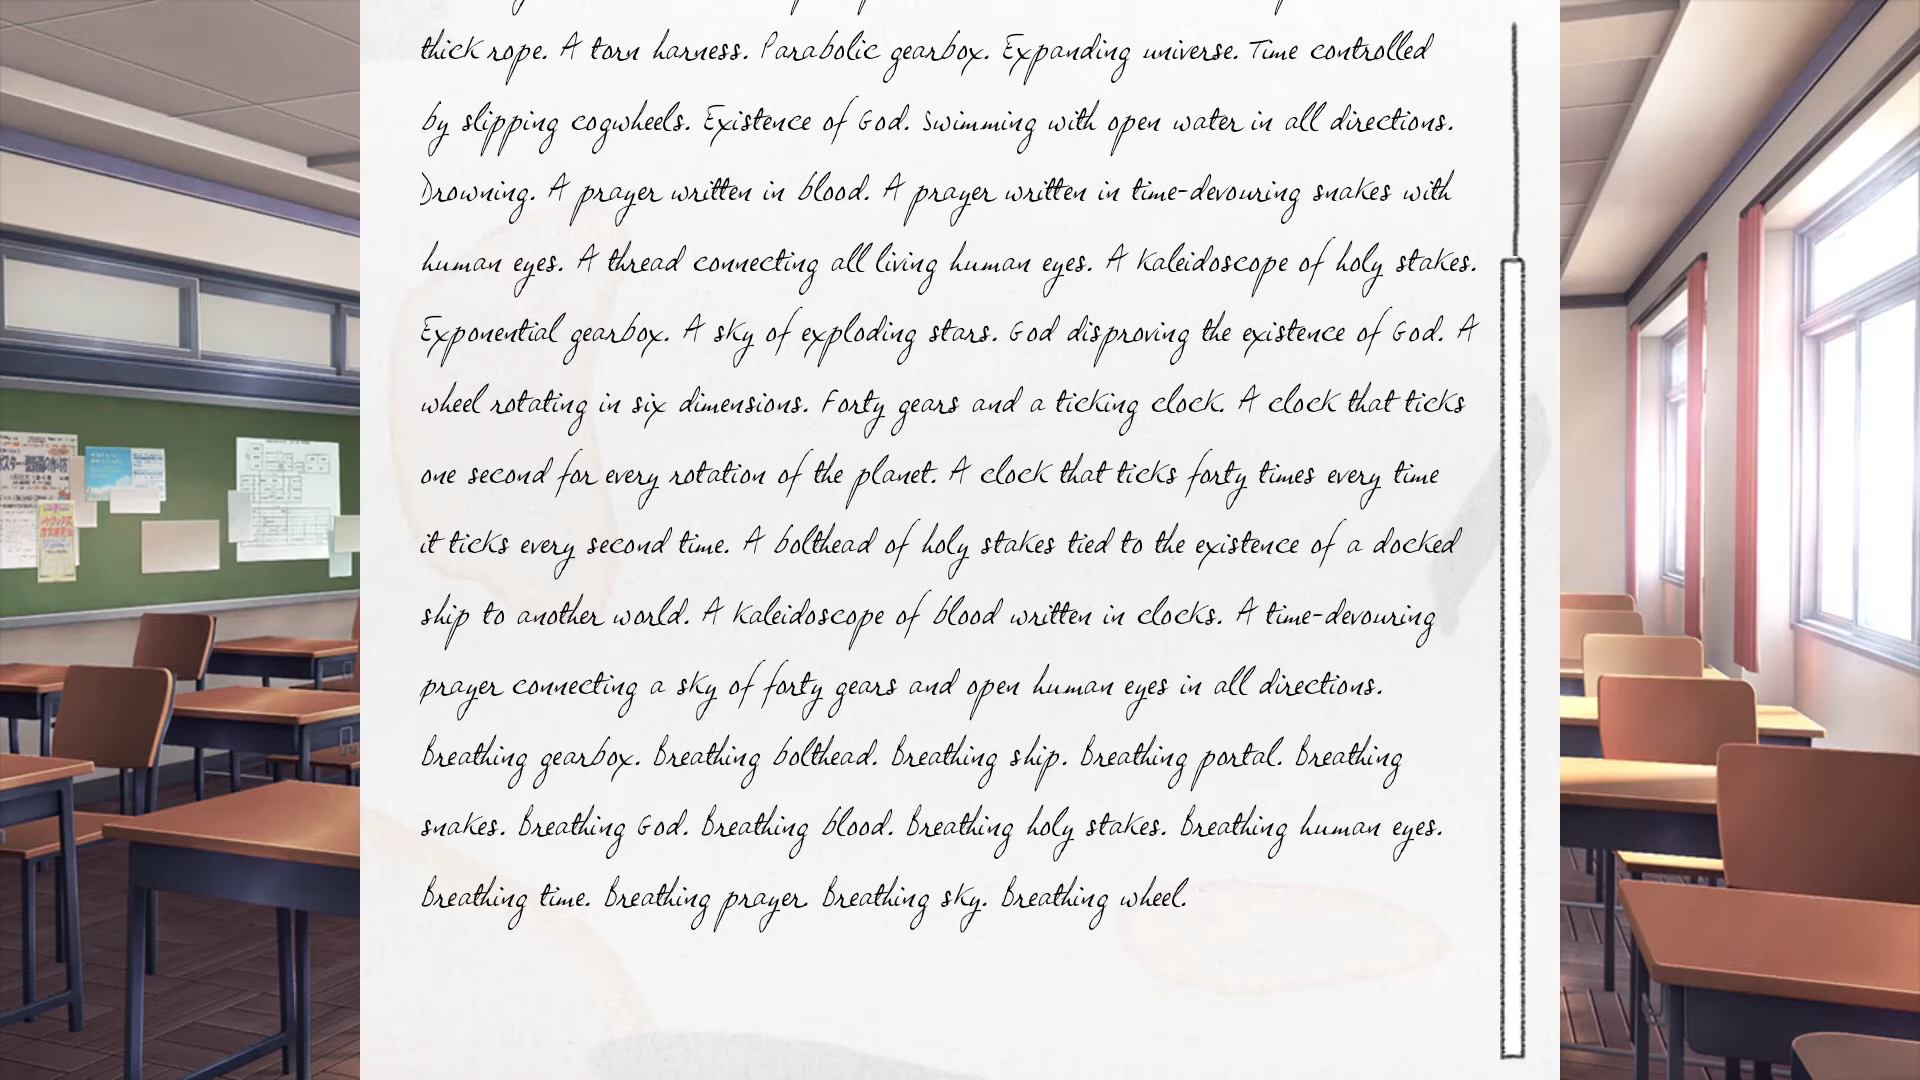 thick rope. A torn harness. Parabolic gearbox. Expanding universe. Time controlled
by slipping cogwheels. Existence of God. Swimming with open water in all directions.
Drowning. A prayer written in blood. A prayer written in time-devouring snakes with
human eyes. A thread connecting all living human eyes. A kaleidoscope of holy stakes.
Exponential gearbox. A sky of exploding stars. God disproving the existence of God. A
wheel rotating in six dimensions. Forty gears and a ticking clock. A clock that ticks
one second for every rotation of the planet. A clock that ticks forty times every time
it ticks every second time. A bolthead of holy stakes tied to the existence of a docked
ship to another world. A kaleidoscope of blood written in clocks. A time-devouring
prayer connecting a sky of forty gears and open human eyes in all directions.
Breathing gearbox. Breathing bolthead. Breathing ship. Breathing portal. Breathing
snakes. Breathing God. Breathing blood. Breathing holy stakes. Breathing human eyes.
Breathing time. Breathing prayer. Breathing sky. Breathing wheel.